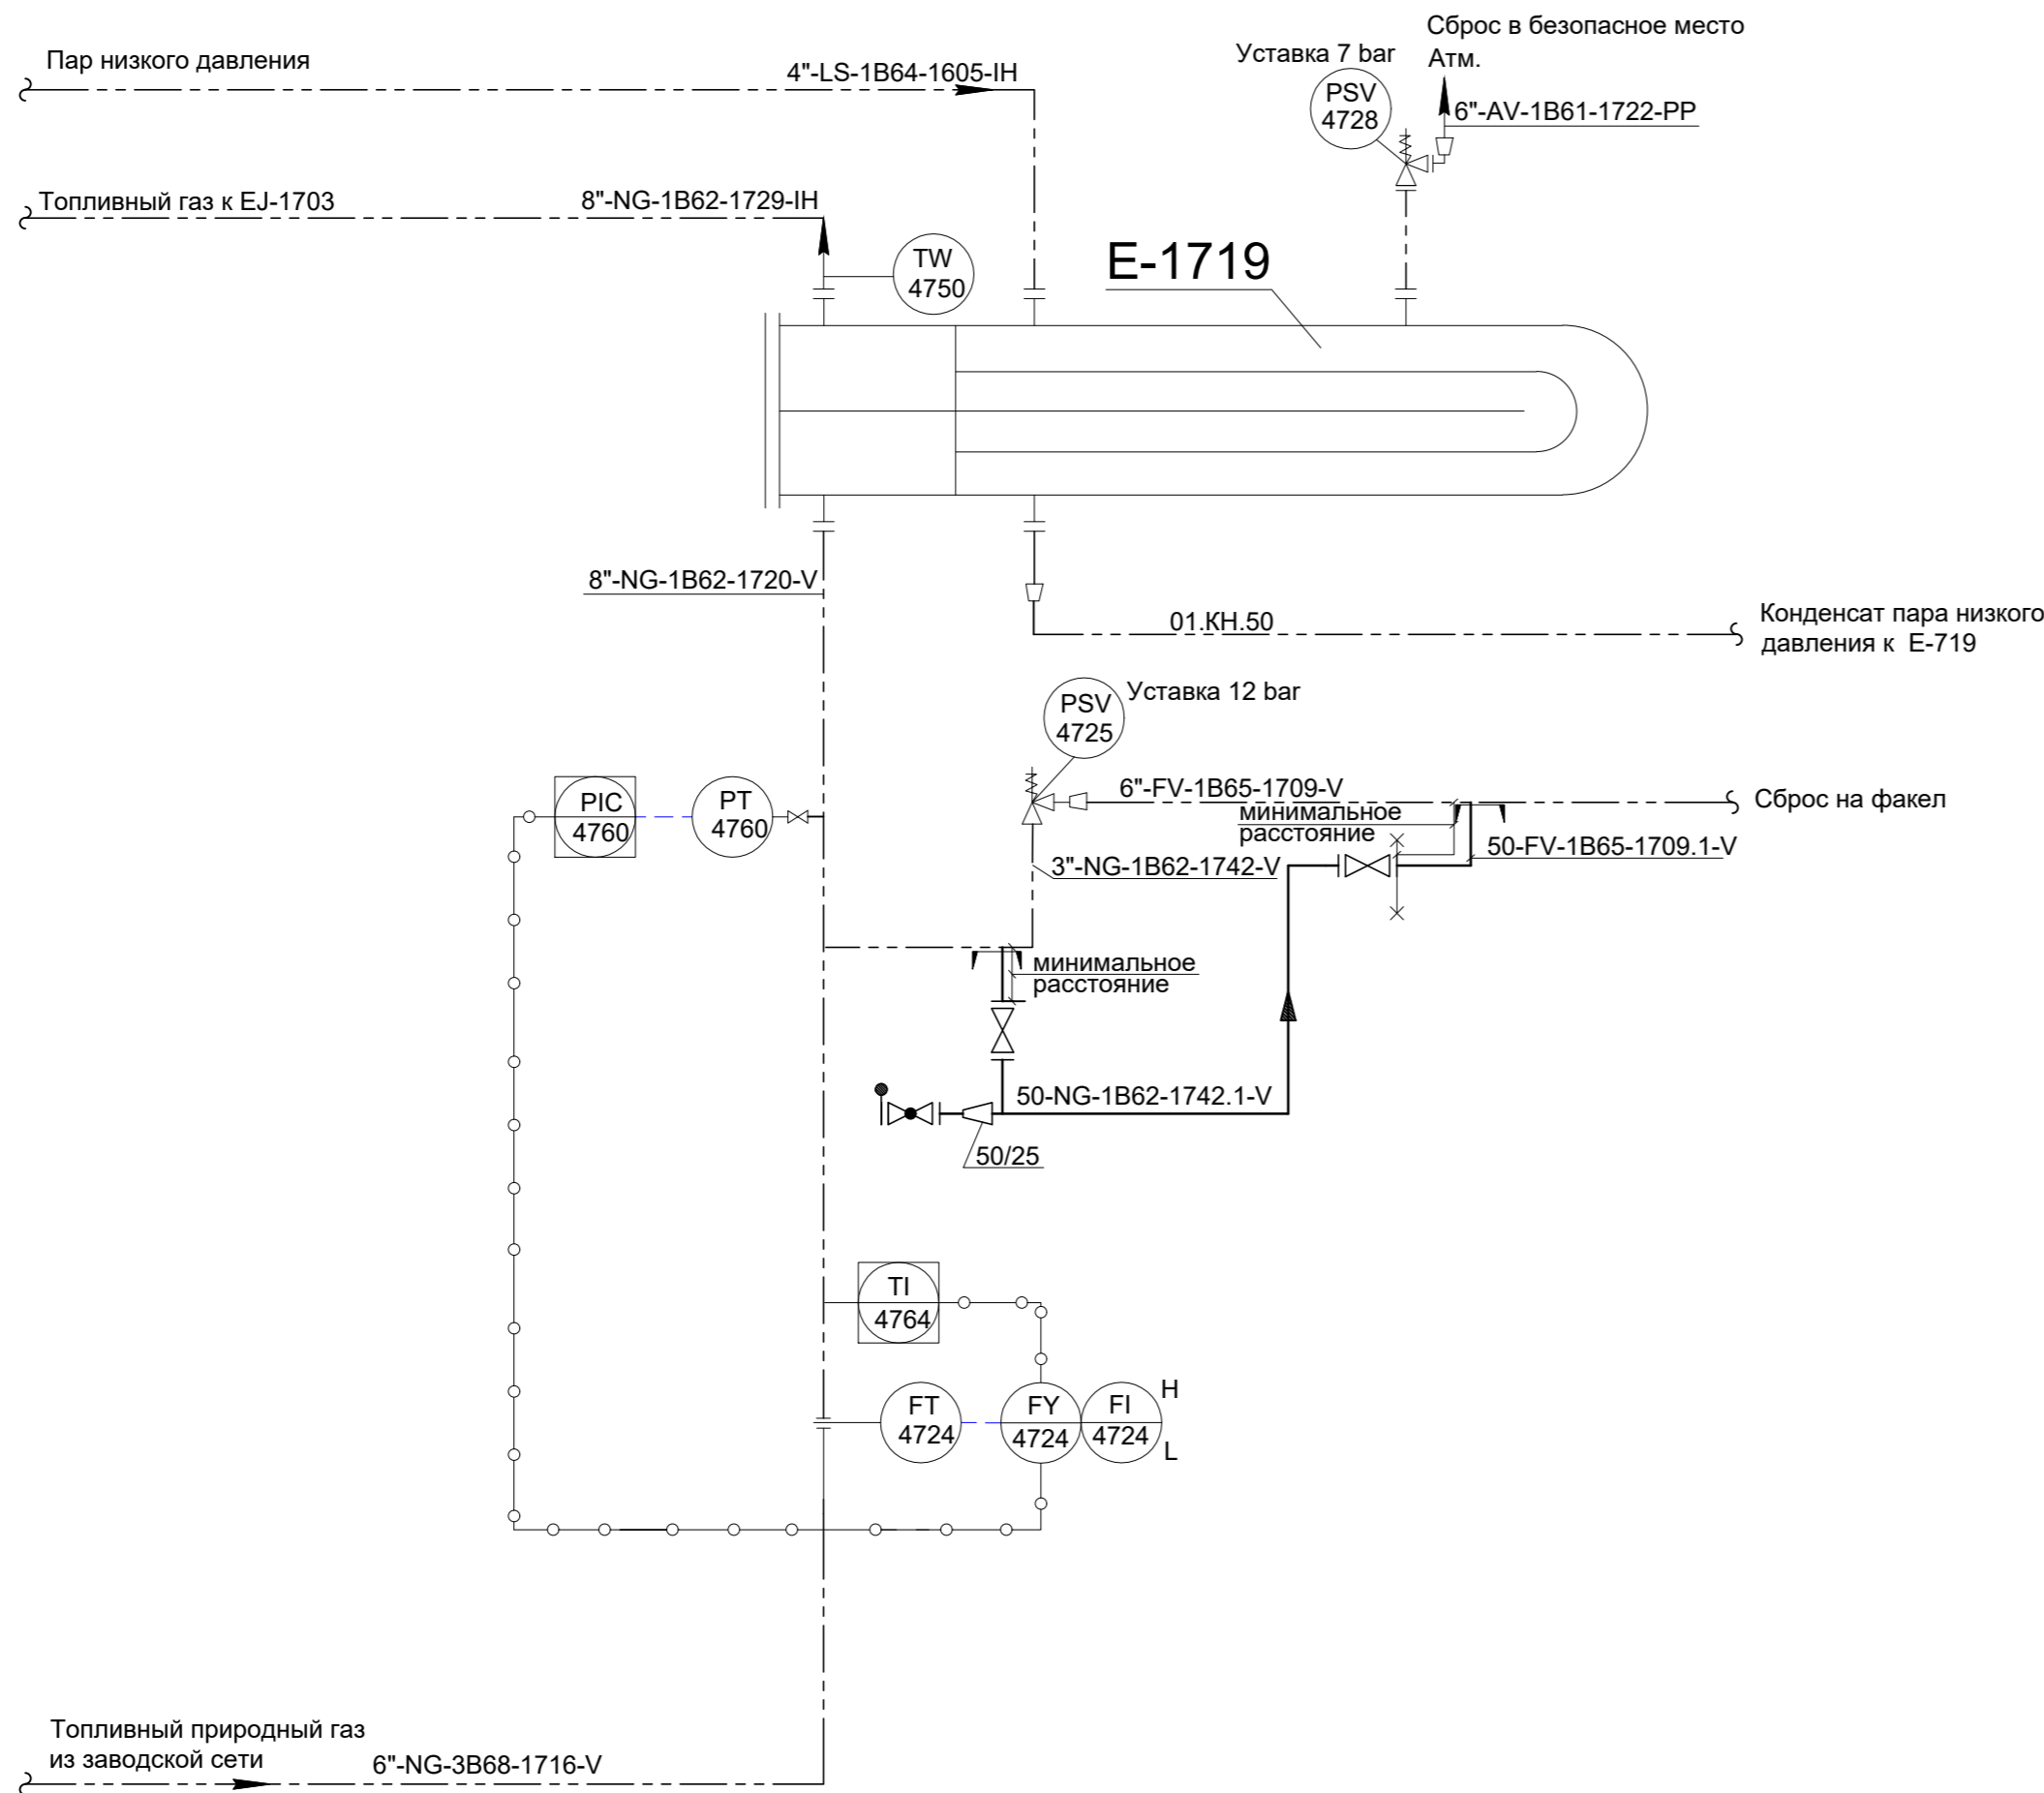 Сброс в безопасное место
Атм.
Уставка 7 bar
Пар низкого давления
4"-LS-1B64-1605-IH
PSV
4728
6"-AV-1B61-1722-PP
Топливный газ к EJ-1703
8"-NG-1B62-1729-IH
TW
4750
E-1719
8"-NG-1B62-1720-V
01.КН.50
Конденсат пара низкого
давления к E-719
PSV
4725
Уставка 12 bar
PIC
4760
PT
4760
6"-FV-1B65-1709-V
Сброс на факел
минимальное
расстояние
50-FV-1B65-1709.1-V
3"-NG-1B62-1742-V
минимальное
расстояние
50-NG-1B62-1742.1-V
50/25
TI
4764
FT
4724
FY
4724
FI
4724
H
L
Топливный природный газ
из заводской сети
6"-NG-3B68-1716-V